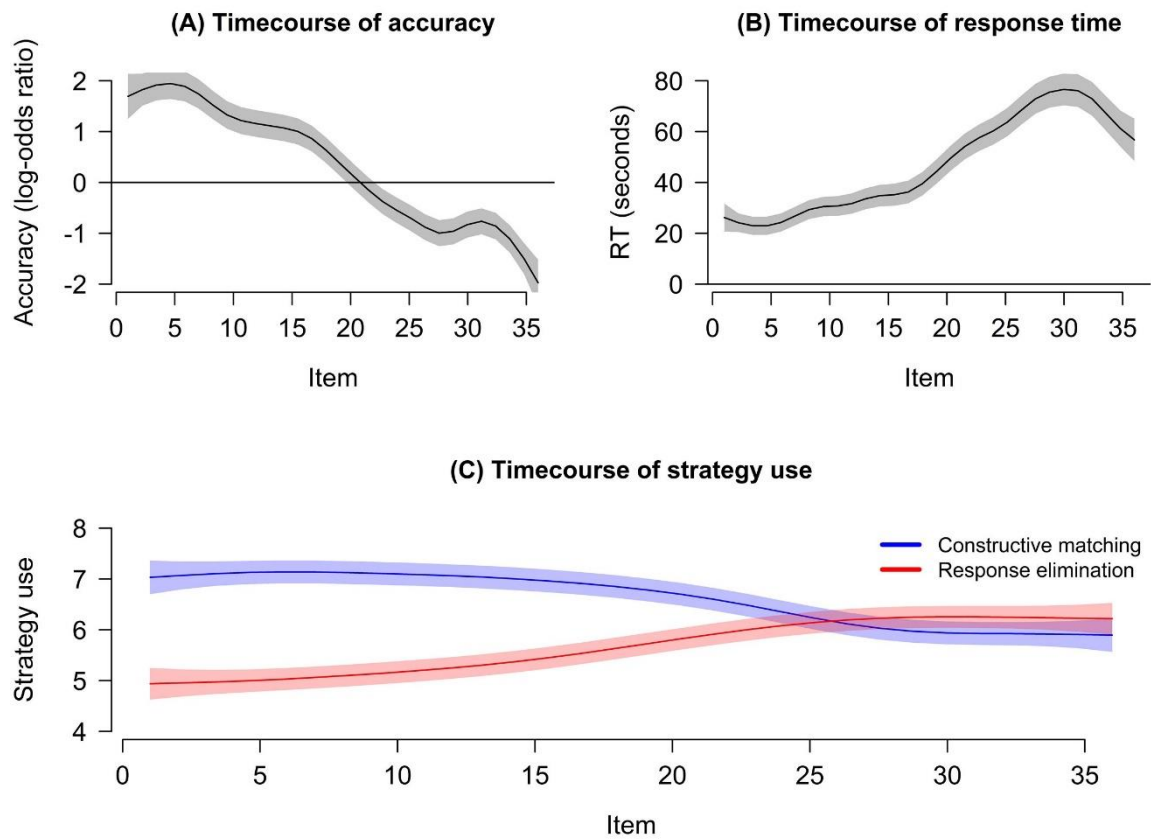 (A) Timecourse of accuracy
Accuracy (log-odds ratio)
2
1
0
-1
-2
0 5 10 15 20 25 30 35
Item
(B) Timecourse of response time
RT (seconds)
80
60
40
20
0
0 5 10 15 20 25 30 35
Item
(C) Timecourse of strategy use
Strategy use
8
7
6
5
4
Constructive matching
Response elimination
0 5 10 15 20 25 30 35
Item